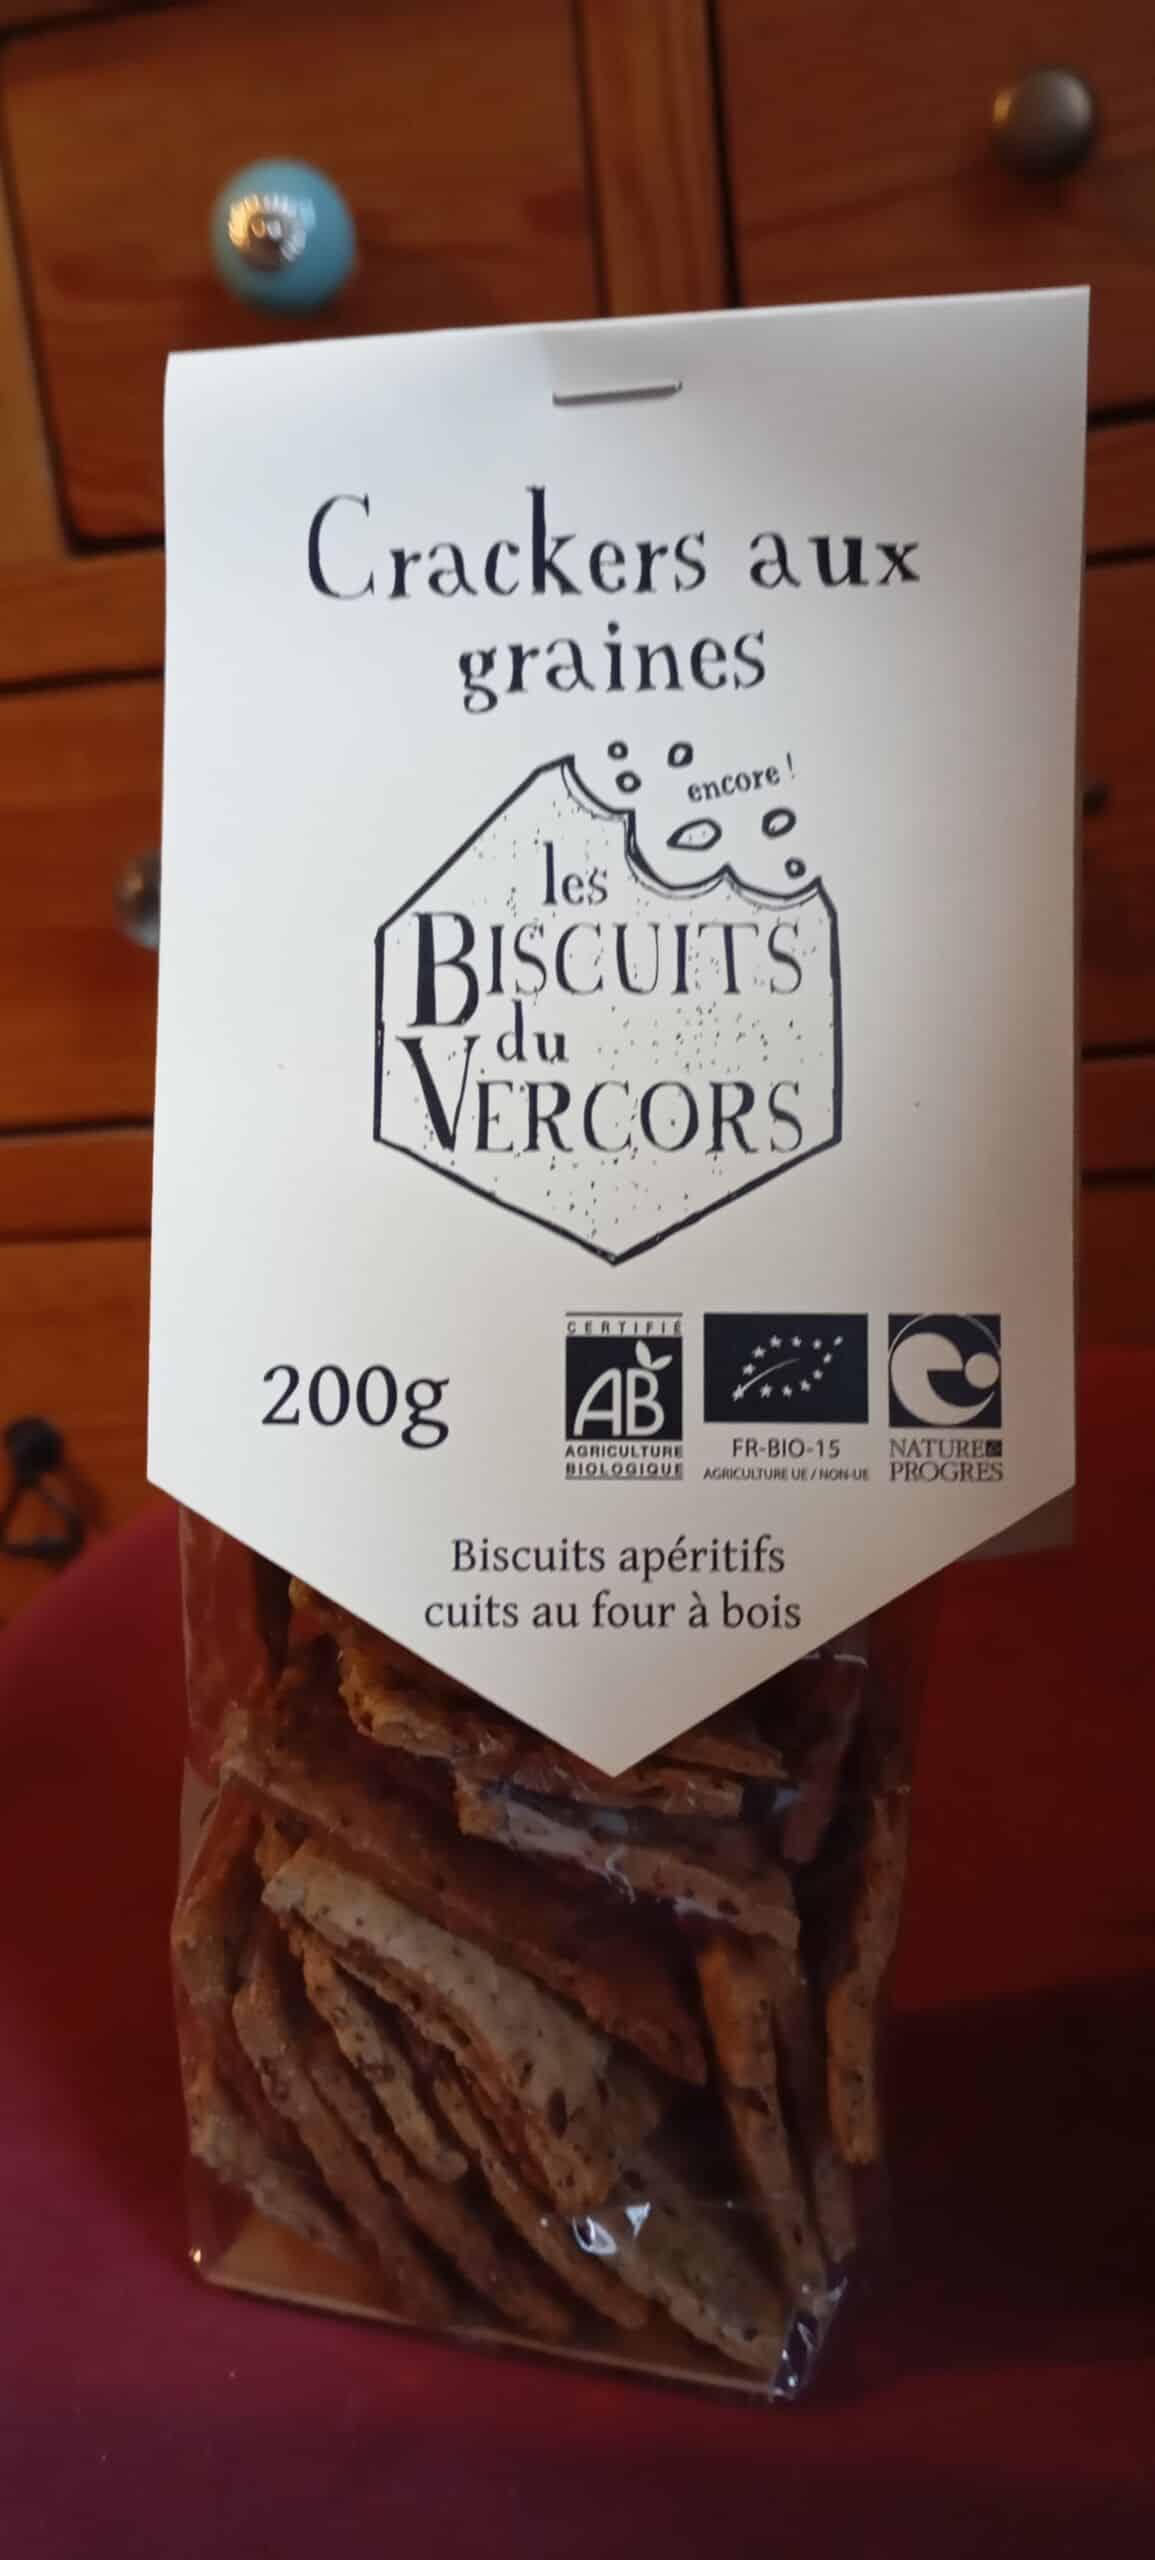 Crackers aux
graines
encore !
les
BISCUITS
du
VERCORS
200g
CERTIFIÉ
AB
AGRICULTURE
BIOLOGIQUE
FR-BIO-15
AGRICULTURE UE / NON-UE
NATURE &
PROGRES
Biscuits apéritifs
cuits au four à bois